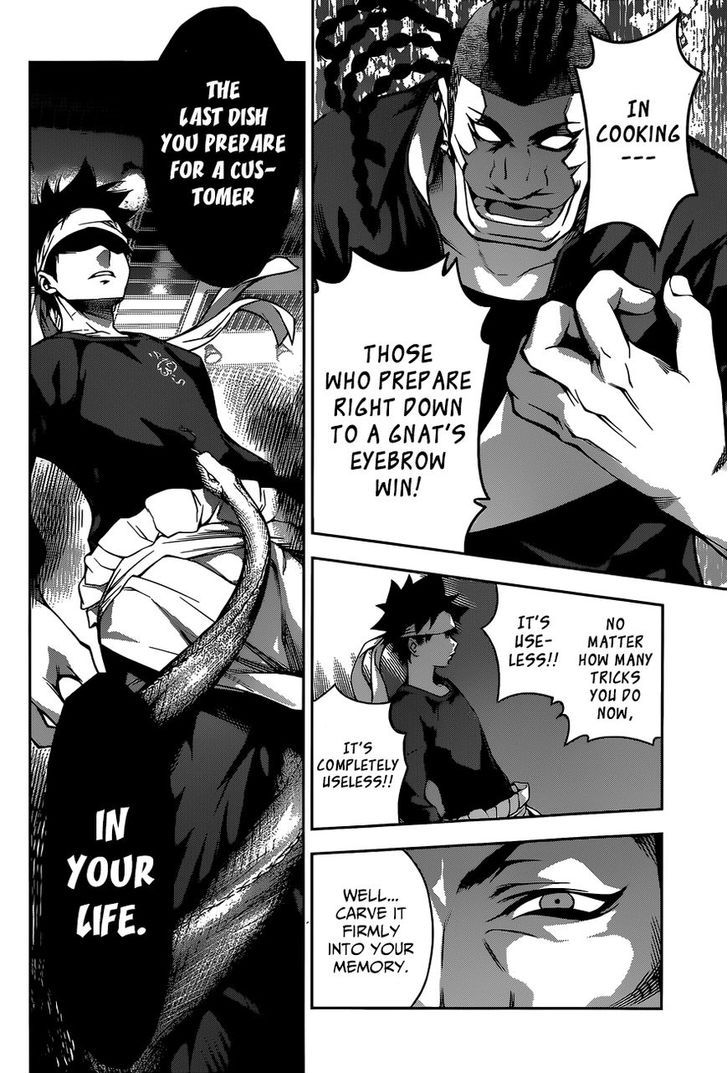 IN
COOKING
---
THOSE
WHO PREPARE
RIGHT DOWN
TO A GNAT'S
EYEBROW
WIN!
NO
MATTER
HOW MANY
TRICKS
YOU DO
NOW,
IT'S
USE-
LESS!!
IT'S
COMPLETELY
USELESS!!
WELL...
CARVE IT
FIRMLY
INTO YOUR
MEMORY.
THE
LAST DISH
YOU PREPARE
FOR A CUS-
TOMER
IN
YOUR
LIFE.